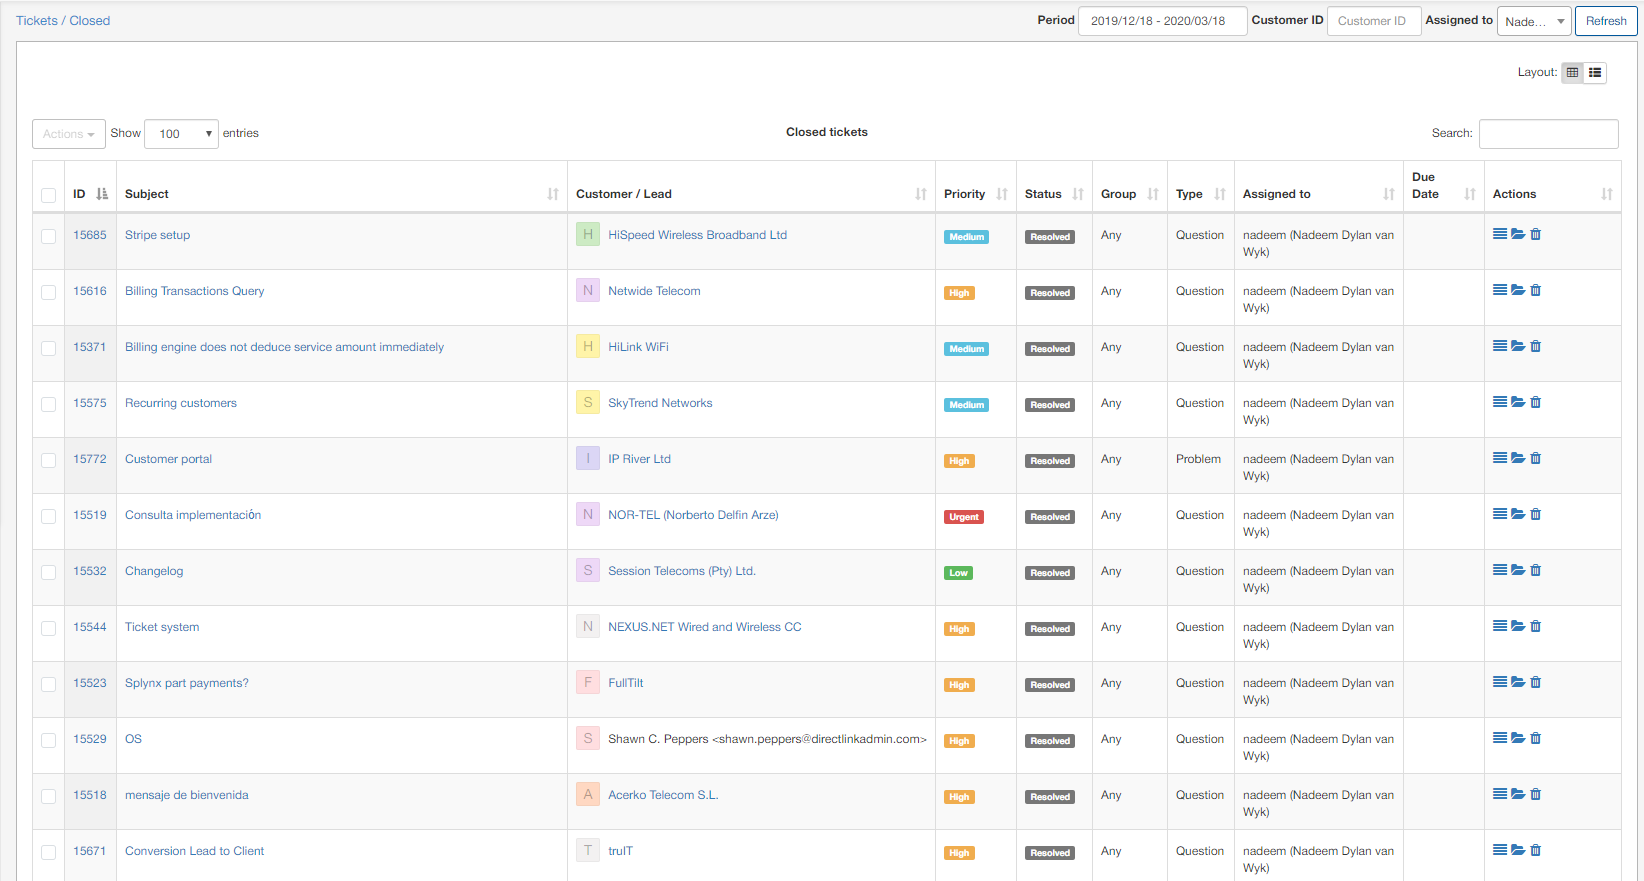 Tickets / Closed
Period 2019/12/18 - 2020/03/18 Customer ID Customer ID Assigned to Nade... Refresh
Layout:
Actions Show 100 entries Closed tickets Search:
ID Subject Customer / Lead Priority Status Group Type Assigned to Due Date Actions
15685 Stripe setup H HiSpeed Wireless Broadband Ltd Medium Resolved Any Question nadeem (Nadeem Dylan van
Wyk)
15616 Billing Transactions Query N Netwide Telecom High Resolved Any Question nadeem (Nadeem Dylan van
Wyk)
15371 Billing engine does not deduce service amount immediately H HiLink WiFi Medium Resolved Any Question nadeem (Nadeem Dylan van
Wyk)
15575 Recurring customers S SkyTrend Networks Medium Resolved Any Question nadeem (Nadeem Dylan van
Wyk)
15772 Customer portal I IP River Ltd High Resolved Any Problem nadeem (Nadeem Dylan van
Wyk)
15519 Consulta implementación N NOR-TEL (Norberto Delfin Arze) Urgent Resolved Any Question nadeem (Nadeem Dylan van
Wyk)
15532 Changelog S Session Telecoms (Pty) Ltd. Low Resolved Any Question nadeem (Nadeem Dylan van
Wyk)
15544 Ticket system N NEXUS.NET Wired and Wireless CC High Resolved Any Question nadeem (Nadeem Dylan van
Wyk)
15523 Splynx part payments? F FullTilt High Resolved Any Question nadeem (Nadeem Dylan van
Wyk)
15529 OS S Shawn C. Peppers <shawn.peppers@directlinkadmin.com> High Resolved Any Question nadeem (Nadeem Dylan van
Wyk)
15518 mensaje de bienvenida A Acerko Telecom S.L. High Resolved Any Question nadeem (Nadeem Dylan van
Wyk)
15671 Conversion Lead to Client T truIT High Resolved Any Question nadeem (Nadeem Dylan van
Wyk)